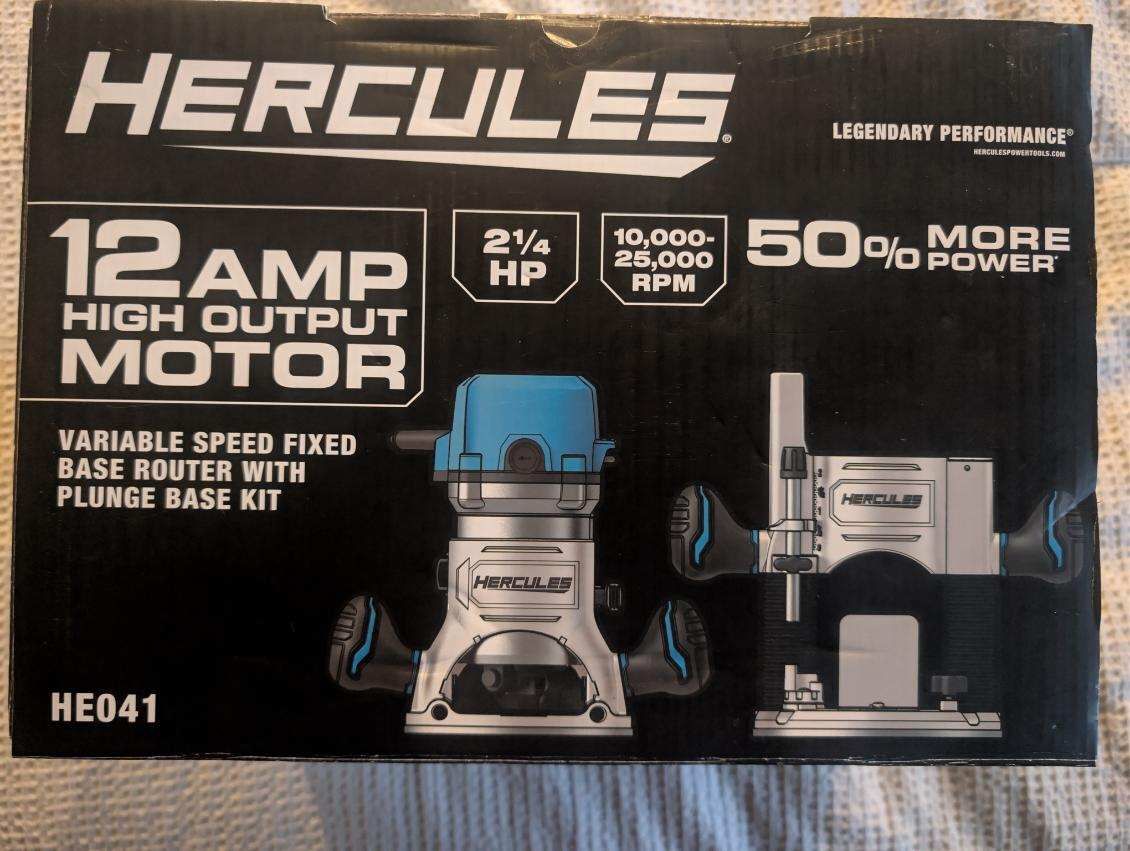 HERCULES®
LEGENDARY PERFORMANCE®
HERCULESPOWERTOOLS.COM
12 AMP
HIGH OUTPUT
MOTOR
2 1/4
HP
10,000-
25,000
RPM
50% MORE
POWER*
VARIABLE SPEED FIXED
BASE ROUTER WITH
PLUNGE BASE KIT
HERCULES
HERCULES
HE041